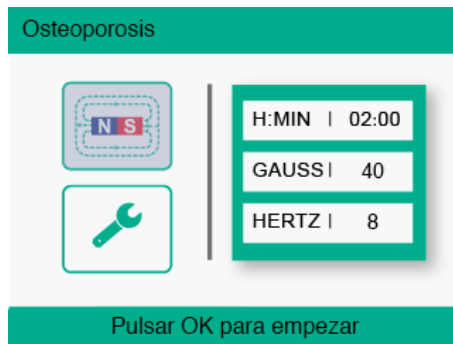 Osteoporosis
N S
H:MIN | 02:00
GAUSS | 40
HERTZ | 8
Pulsar OK para empezar